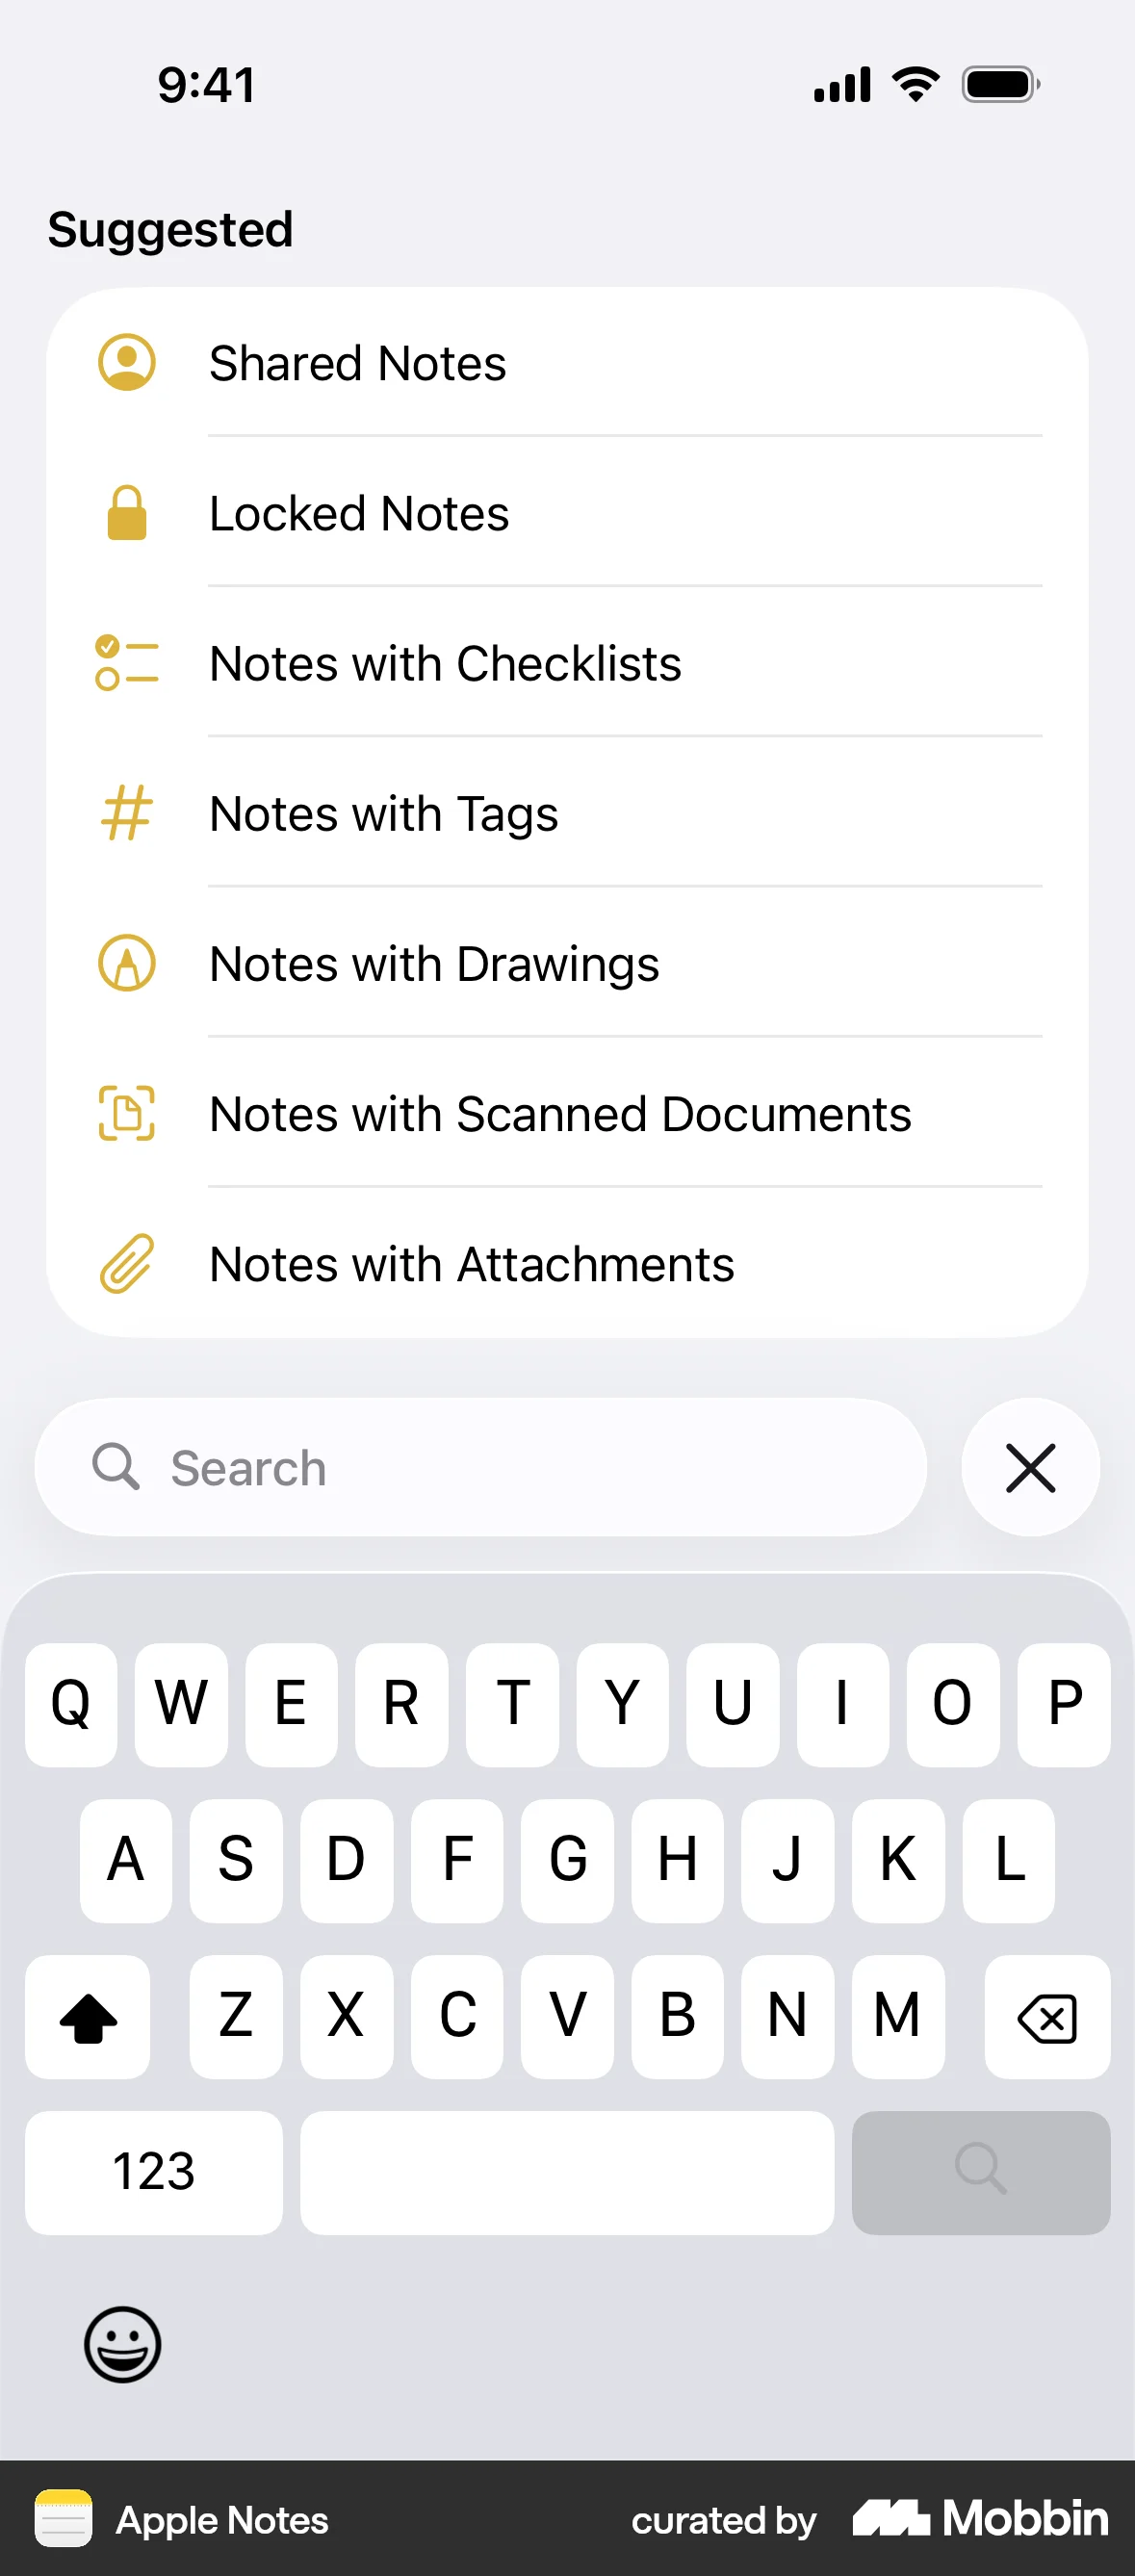 9:41
Suggested
Shared Notes
Locked Notes
Notes with Checklists
Notes with Tags
Notes with Drawings
Notes with Scanned Documents
Notes with Attachments
Search
Q W E R T Y U I O P
A S D F G H J K L
Z X C V B N M
123
Apple Notes curated by Mobbin